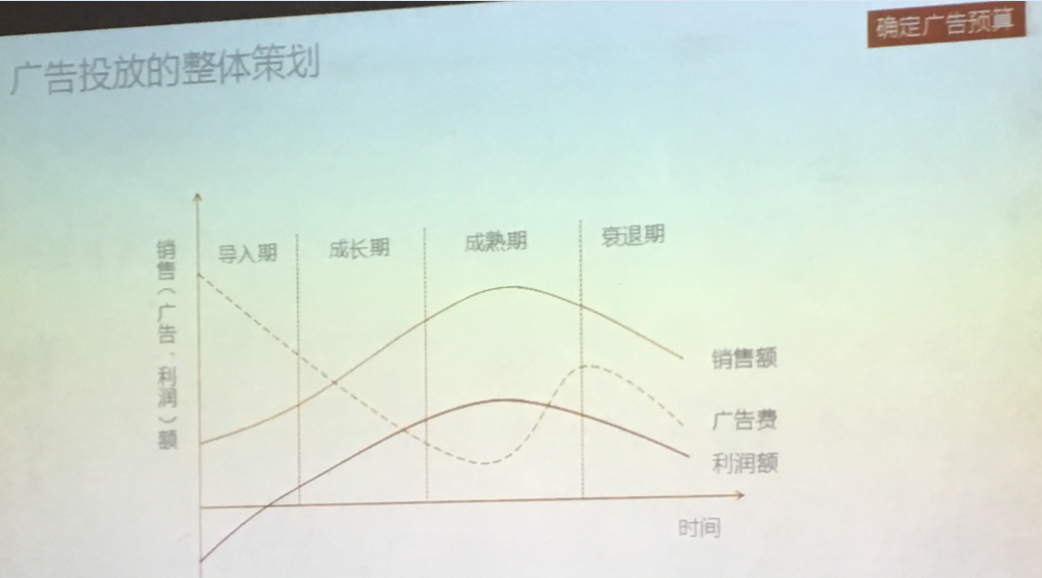 确定广告预算
广告投放的整体策划
导入期
成长期
成熟期
衰退期
销售（广告、利润）额
销售额
广告费
利润额
时间